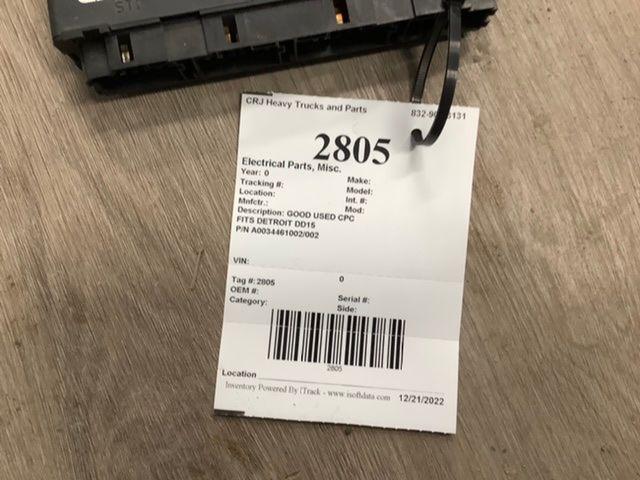 CRJ Heavy Trucks and Parts
2805
Electrical Parts, Misc.
Year: 0 Make:
Tracking #: Model:
Location: Int. #:
Mnfctr.: Mod:
Description: GOOD USED CPC
FITS DETROIT DD15
P/N A0034461002/002
VIN: 0
Tag #: 2805
OEM #: Serial #:
Category: Side:
2805
Location
Inventory Powered By iTrack - www.isoftdata.com 12/21/2022